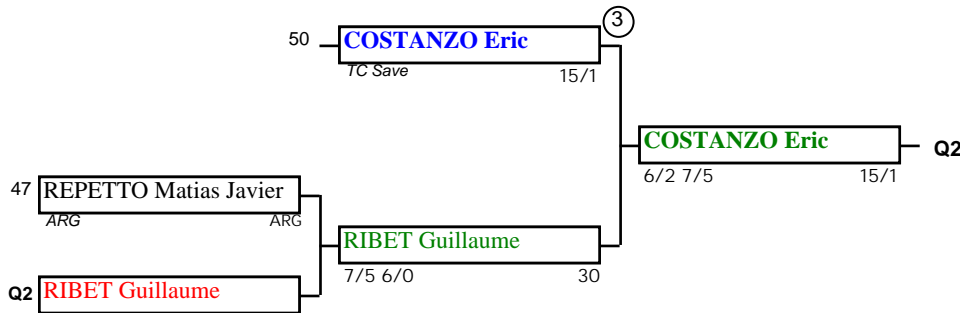 3
50 COSTANZO Eric
TC Save 15/1
COSTANZO Eric Q2
6/2 7/5 15/1
47 REPETTO Matias Javier
ARG ARG
RIBET Guillaume
7/5 6/0 30
Q2 RIBET Guillaume